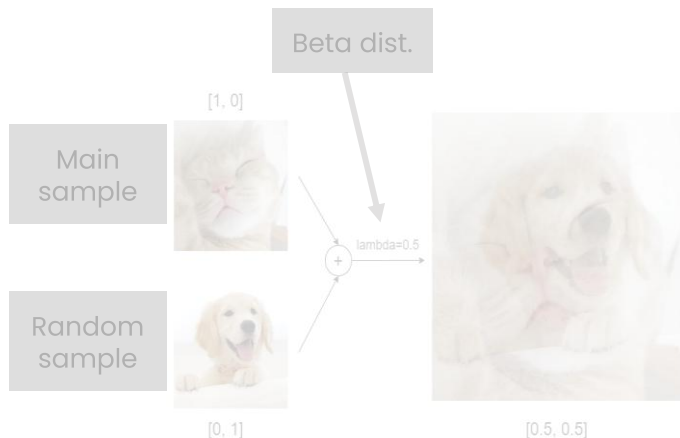 Beta dist.
[1, 0]
Main
sample
lambda=0.5
+
Random
sample
[0, 1]
[0.5, 0.5]